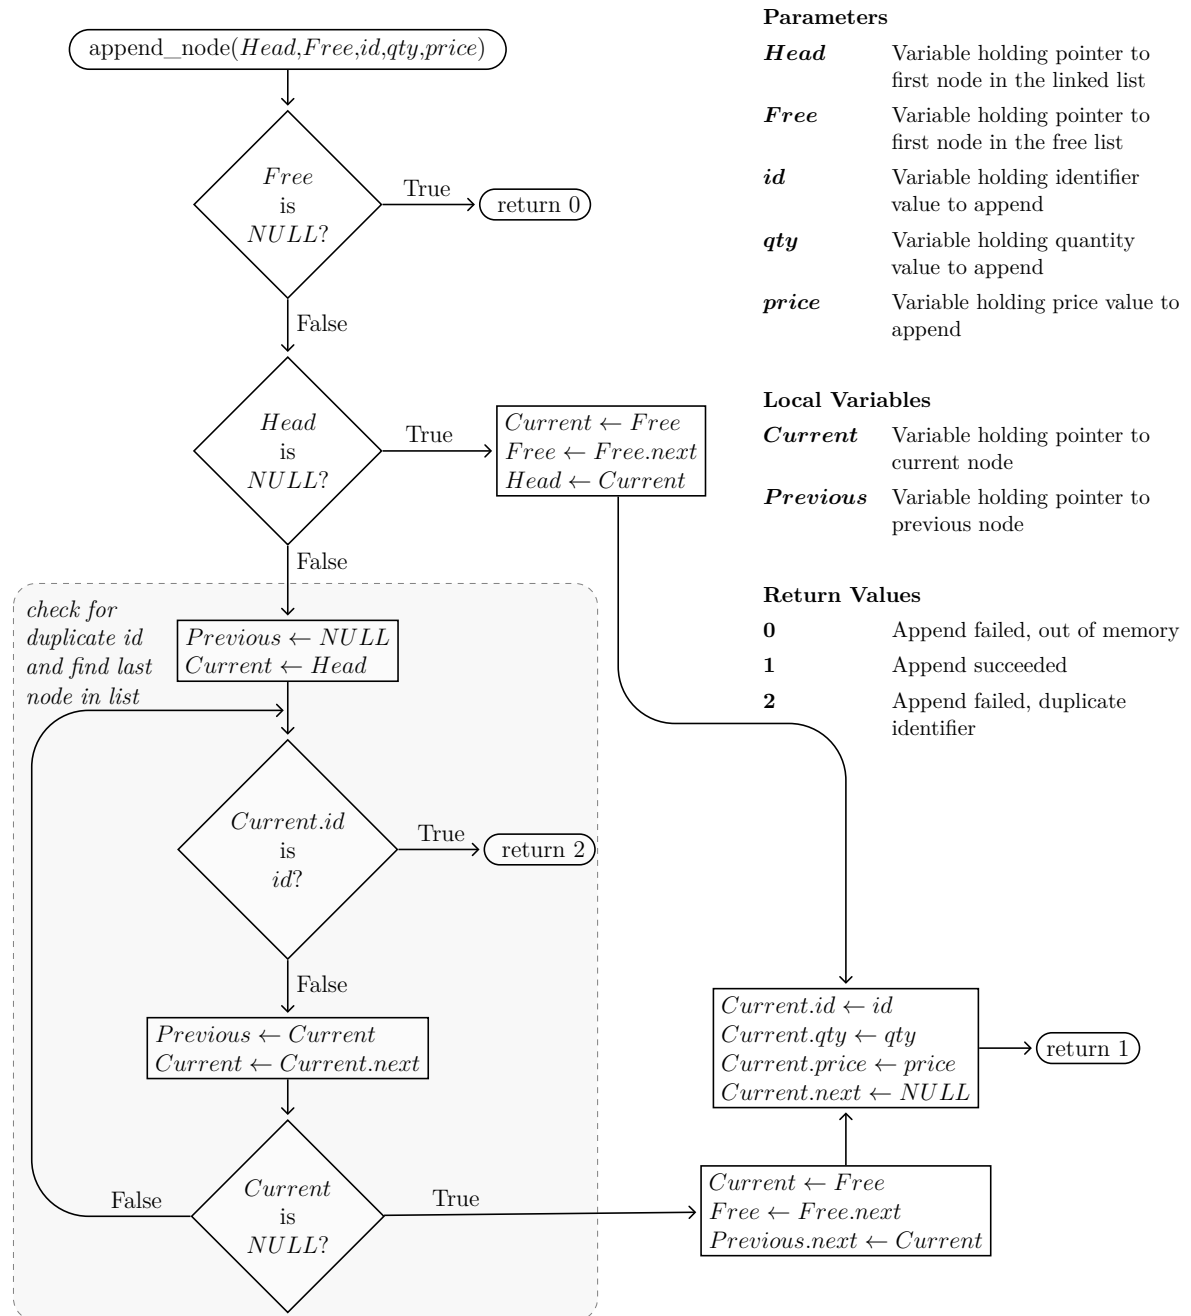 append_node(Head,Free,id,qty,price)
Free
is
NULL?
True
return 0
False
Head
is
NULL?
True
Current ← Free
Free ← Free.next
Head ← Current
False
check for
duplicate id
and find last
node in list
Previous ← NULL
Current ← Head
Current.id
is
id?
True
return 2
False
Previous ← Current
Current ← Current.next
Current
is
NULL?
False
True
Current ← Free
Free ← Free.next
Previous.next ← Current
Current.id ← id
Current.qty ← qty
Current.price ← price
Current.next ← NULL
return 1
Parameters
Head Variable holding pointer to
first node in the linked list
Free Variable holding pointer to
first node in the free list
id Variable holding identifier
value to append
qty Variable holding quantity
value to append
price Variable holding price value to
append
Local Variables
Current Variable holding pointer to
current node
Previous Variable holding pointer to
previous node
Return Values
0 Append failed, out of memory
1 Append succeeded
2 Append failed, duplicate
identifier